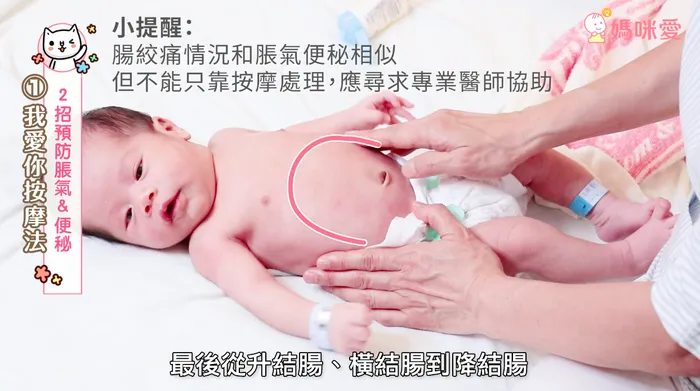 小提醒：
腸絞痛情況和脹氣便秘相似
但不能只靠按摩處理，應尋求專業醫師協助
媽咪愛
2招預防脹氣&便秘
①我愛你按摩法
最後從升結腸、橫結腸到降結腸